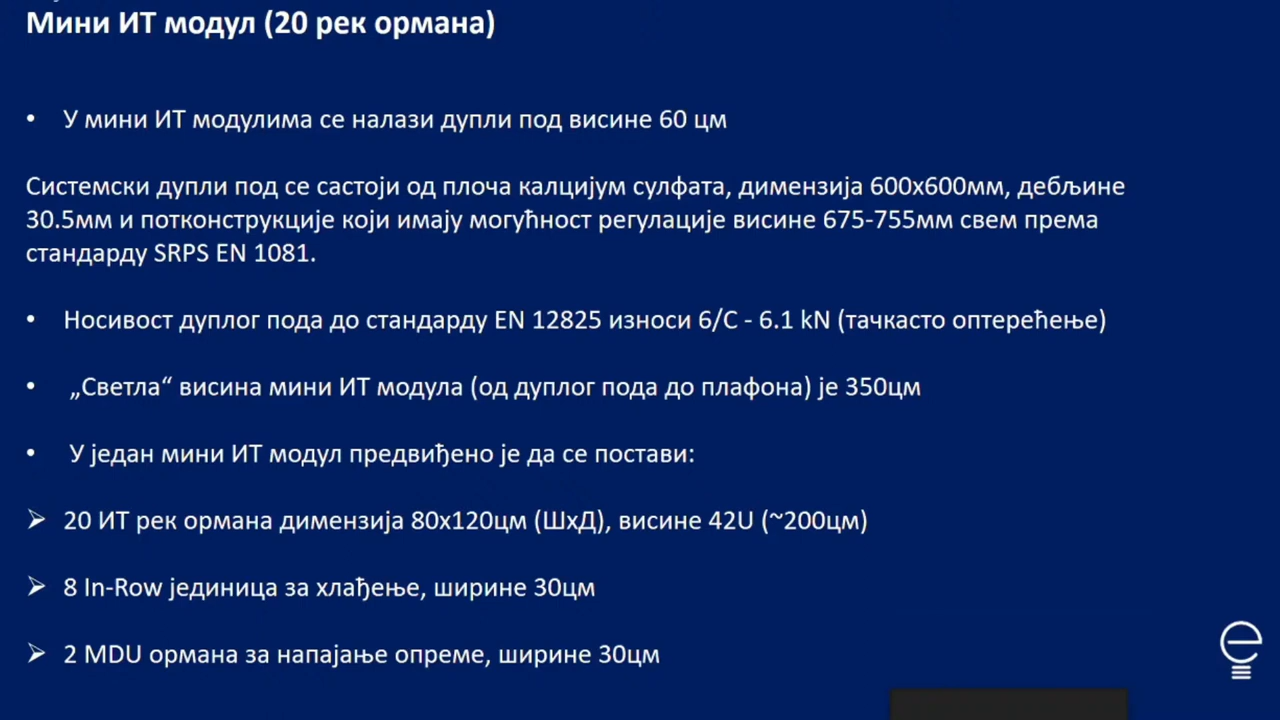 Мини ИТ модул (20 рек ормана)
• У мини ИТ модулима се налази дупли под висине 60 цм
Системски дупли под се састоји од плоча калцијум сулфата, димензија 600x600мм, дебљине
30.5мм и потконструкције који имају могућност регулације висине 675-755мм свем према
стандарду SRPS EN 1081.
• Носивост дуплог пода до стандарду EN 12825 износи 6/C - 6.1 kN (тачкасто оптерећење)
• „Светла“ висина мини ИТ модула (од дуплог пода до плафона) је 350цм
• У један мини ИТ модул предвиђено је да се постави:
➢ 20 ИТ рек ормана димензија 80x120цм (ШxД), висине 42U (~200цм)
➢ 8 In-Row јединица за хлађење, ширине 30цм
➢ 2 MDU ормана за напајање опреме, ширине 30цм